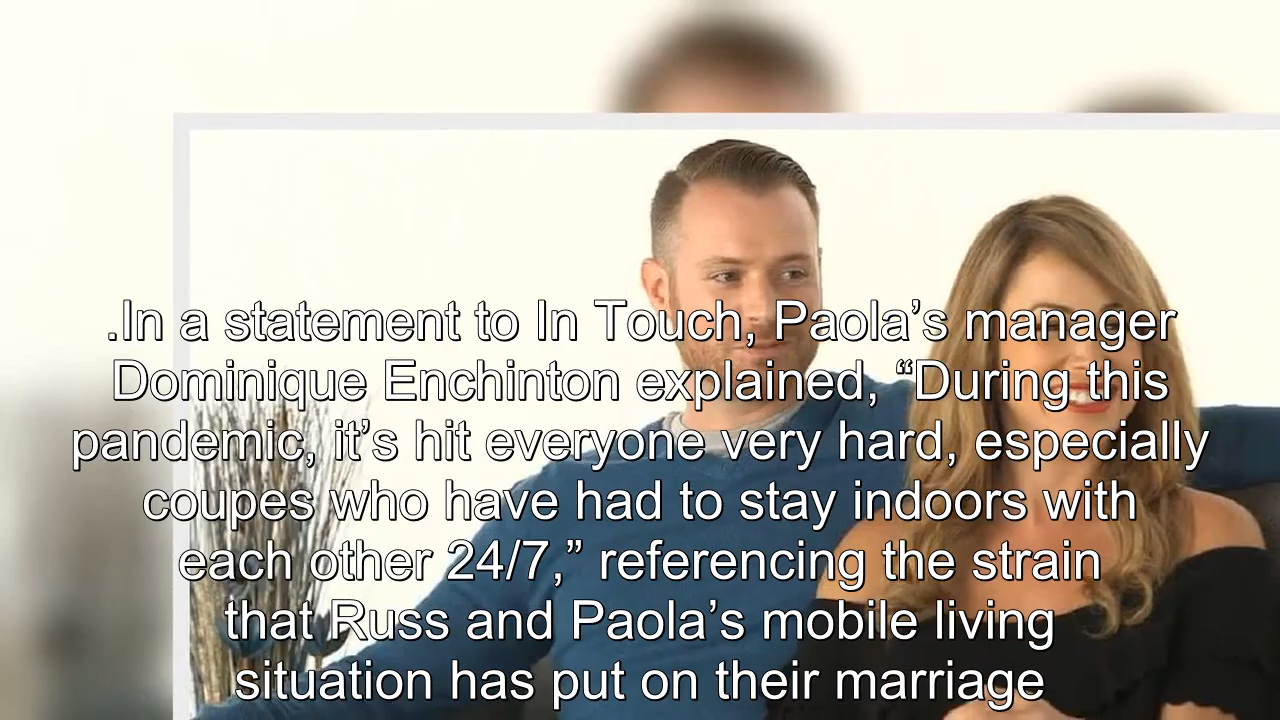 .In a statement to In Touch, Paola’s manager
Dominique Enchinton explained, “During this
pandemic, it’s hit everyone very hard, especially
coupes who have had to stay indoors with
each other 24/7,” referencing the strain
that Russ and Paola’s mobile living
situation has put on their marriage